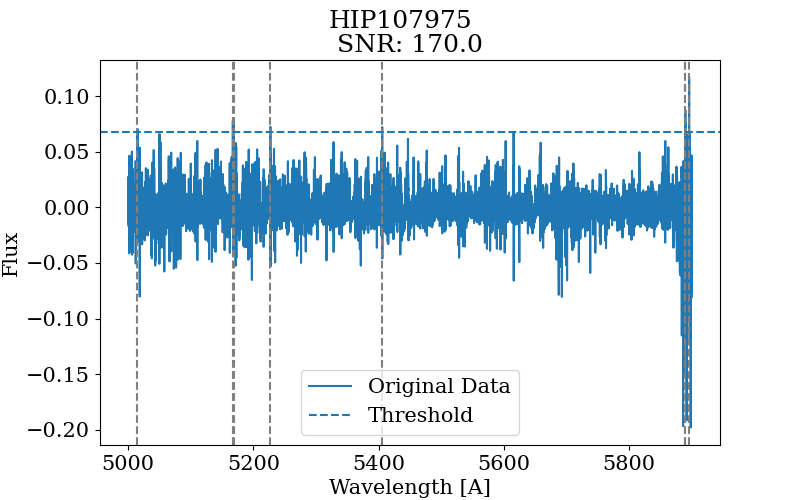 HIP107975
SNR: 170.0
Flux
0.10
0.05
0.00
−0.05
−0.10
−0.15
−0.20
Original Data
Threshold
5000 5200 5400 5600 5800
Wavelength [A]